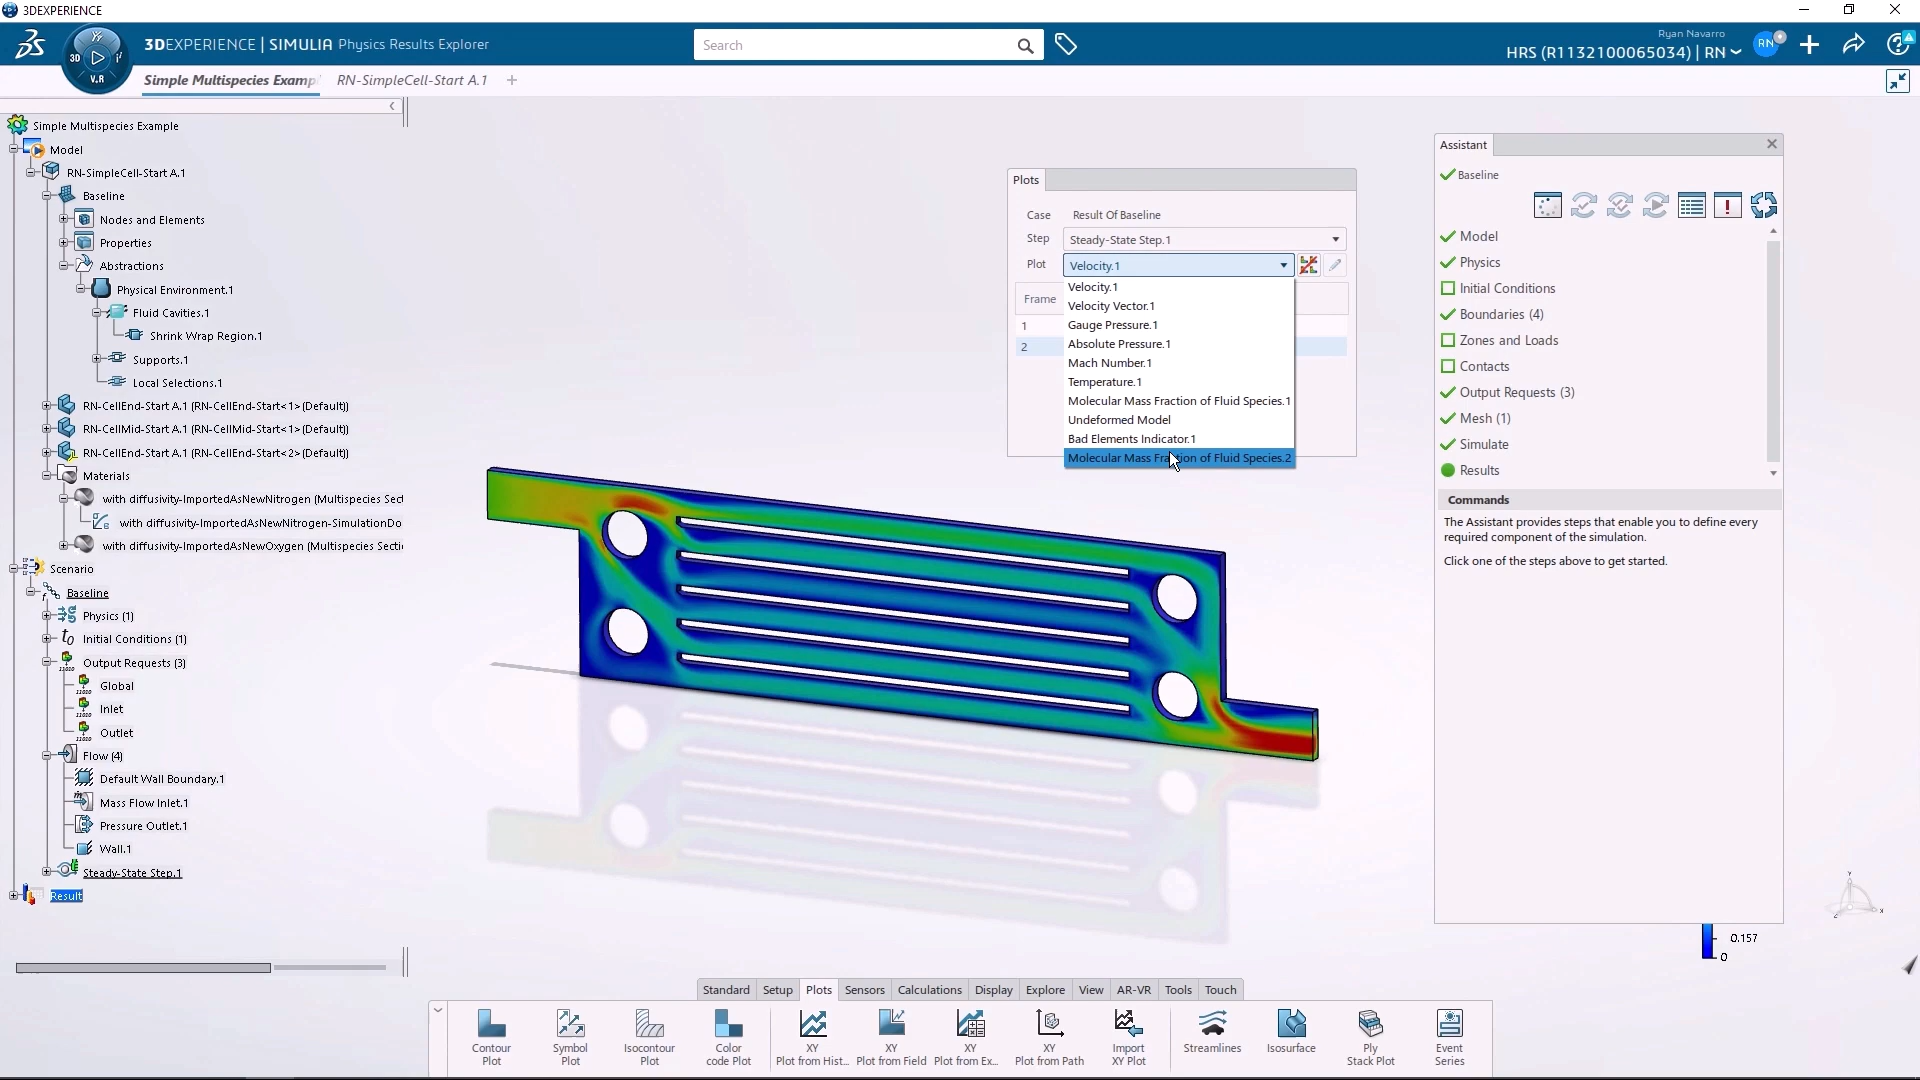 3DEXPERIENCE
3DEXPERIENCE | SIMULIA Physics Results Explorer
3D
V.R
Search
Ryan Navarro
HRS (R1132100065034) | RN
RN
Simple Multispecies Examp
RN-SimpleCell-Start A.1
Simple Multispecies Example
Model
RN-SimpleCell-Start A.1
Baseline
Nodes and Elements
Properties
Abstractions
Physical Environment.1
Fluid Cavities.1
Shrink Wrap Region.1
Supports.1
Local Selections.1
RN-CellEnd-Start A.1 (RN-CellEnd-Start<1>(Default))
RN-CellMid-Start A.1 (RN-CellMid-Start<1>(Default))
RN-CellEnd-Start A.1 (RN-CellEnd-Start<2>(Default))
Materials
with diffusivity-ImportedAsNewNitrogen (Multispecies Sect
with diffusivity-ImportedAsNewNitrogen-SimulationDo
with diffusivity-ImportedAsNewOxygen (Multispecies Secti
Scenario
Baseline
Physics (1)
Initial Conditions (1)
Output Requests (3)
Global
Inlet
Outlet
Flow (4)
Default Wall Boundary.1
Mass Flow Inlet.1
Pressure Outlet.1
Wall.1
Steady-State Step.1
Result
Plots
Case Result Of Baseline
Step Steady-State Step.1
Plot Velocity.1
Frame
1
2
Velocity.1
Velocity Vector.1
Gauge Pressure.1
Absolute Pressure.1
Mach Number.1
Temperature.1
Molecular Mass Fraction of Fluid Species.1
Undeformed Model
Bad Elements Indicator.1
Molecular Mass Fraction of Fluid Species.2
Assistant
Baseline
Model
Physics
Initial Conditions
Boundaries (4)
Zones and Loads
Contacts
Output Requests (3)
Mesh (1)
Simulate
Results
Commands
The Assistant provides steps that enable you to define every
required component of the simulation.
Click one of the steps above to get started.
0.157
0
Standard Setup Plots Sensors Calculations Display Explore View AR-VR Tools Touch
Contour Plot
Symbol Plot
Isocontour Plot
Color code Plot
XY Plot from Hist...
XY Plot from Field
XY Plot from Ex...
XY Plot from Path
Import XY Plot
Streamlines
Isosurface
Ply Stack Plot
Event Series